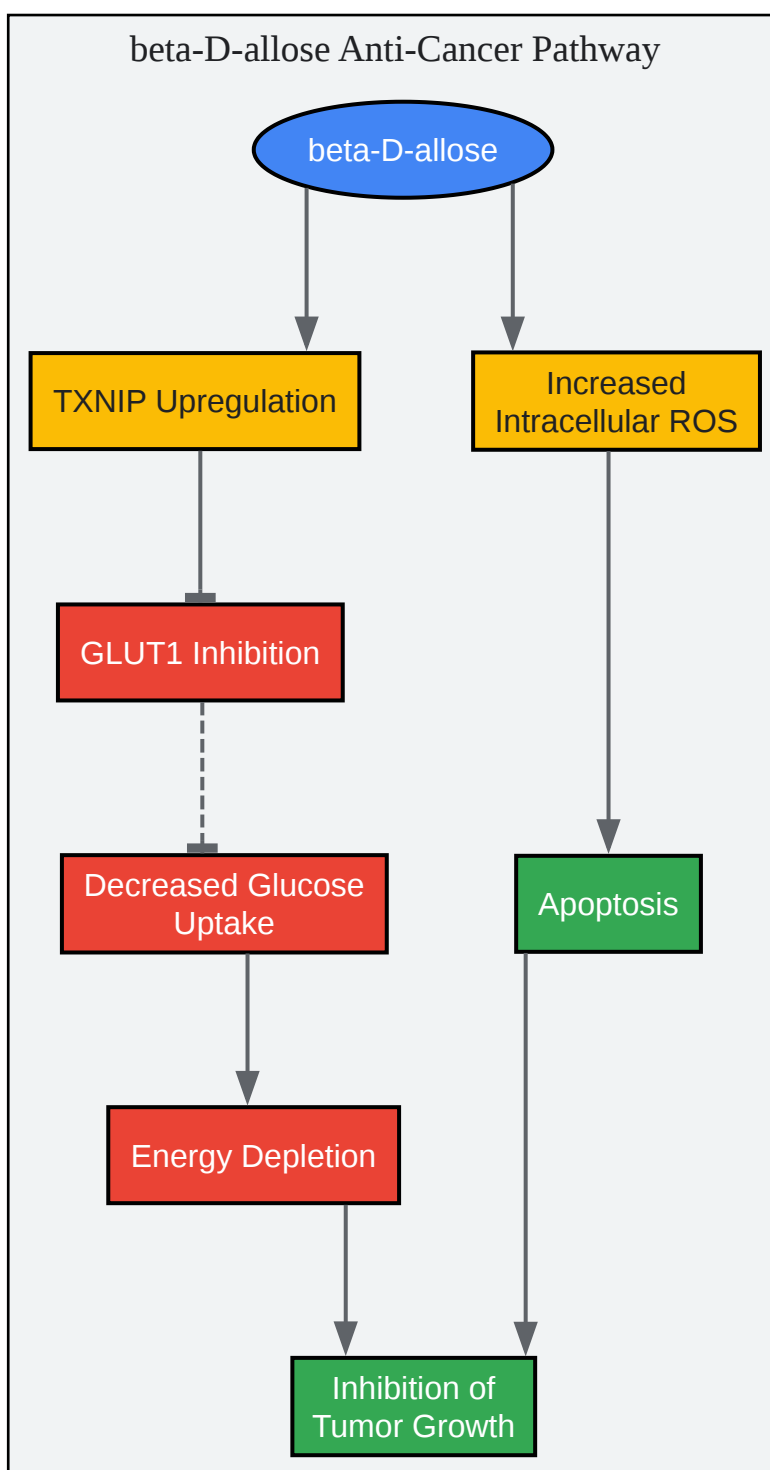 beta-D-allose Anti-Cancer Pathway
beta-D-allose
TXNIP Upregulation
Increased
Intracellular ROS
GLUT1 Inhibition
Decreased Glucose
Uptake
Apoptosis
Energy Depletion
Inhibition of
Tumor Growth